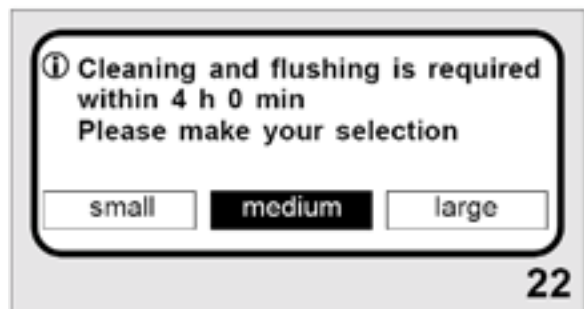 ⓘ Cleaning and flushing is required
within 4 h 0 min
Please make your selection
small medium large
22